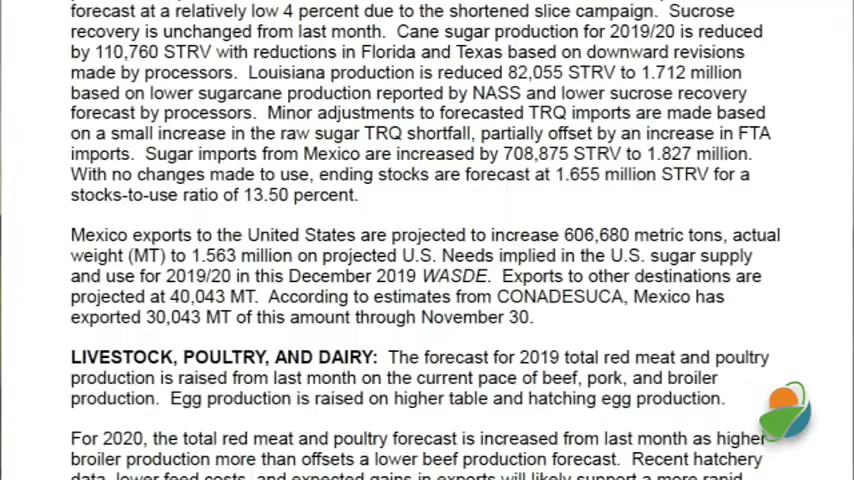 forecast at a relatively low 4 percent due to the shortened slice campaign.  Sucrose
recovery is unchanged from last month.  Cane sugar production for 2019/20 is reduced
by 110,760 STRV with reductions in Florida and Texas based on downward revisions
made by processors.  Louisiana production is reduced 82,055 STRV to 1.712 million
based on lower sugarcane production reported by NASS and lower sucrose recovery
forecast by processors.  Minor adjustments to forecasted TRQ imports are made based
on a small increase in the raw sugar TRQ shortfall, partially offset by an increase in FTA
imports.  Sugar imports from Mexico are increased by 708,875 STRV to 1.827 million.
With no changes made to use, ending stocks are forecast at 1.655 million STRV for a
stocks-to-use ratio of 13.50 percent.
Mexico exports to the United States are projected to increase 606,680 metric tons, actual
weight (MT) to 1.563 million on projected U.S. Needs implied in the U.S. sugar supply
and use for 2019/20 in this December 2019 WASDE.  Exports to other destinations are
projected at 40,043 MT.  According to estimates from CONADESUCA, Mexico has
exported 30,043 MT of this amount through November 30.
LIVESTOCK, POULTRY, AND DAIRY:  The forecast for 2019 total red meat and poultry
production is raised from last month on the current pace of beef, pork, and broiler
production.  Egg production is raised on higher table and hatching egg production.
For 2020, the total red meat and poultry forecast is increased from last month as higher
broiler production more than offsets a lower beef production forecast.  Recent hatchery
data, lower feed costs, and expected gains in exports will likely support a more rapid